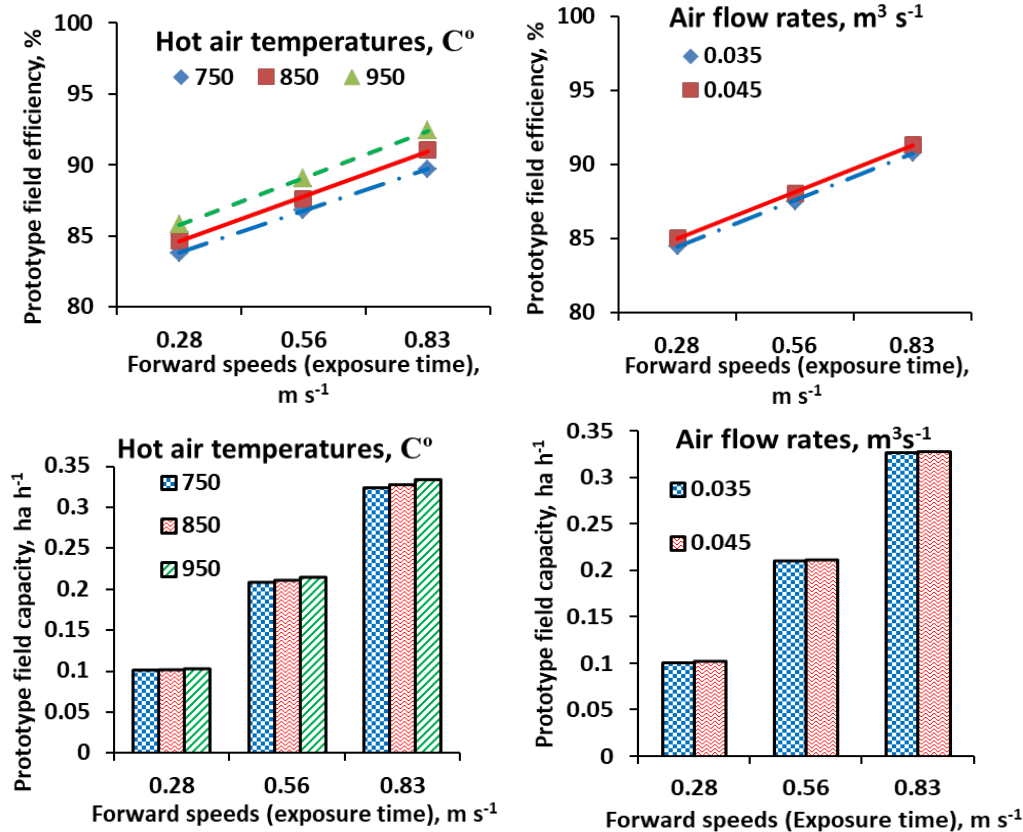 Prototype field efficiency, %
Hot air temperatures, C°
750 850 950
100
95
90
85
80
0.28 0.56 0.83
Forward speeds (exposure time),
m s⁻¹
Prototype field efficiency, %
Air flow rates, m³ s⁻¹
0.035
0.045
100
95
90
85
80
0.28 0.56 0.83
Forward speeds (exposure time),
m s⁻¹
Prototype field capacity, ha h⁻¹
Hot air temperatures, C°
750
850
950
0.35
0.3
0.25
0.2
0.15
0.1
0.05
0
0.28 0.56 0.83
Forward speeds (exposure time), m s⁻¹
Prototype field capacity, ha h⁻¹
Air flow rates, m³s⁻¹
0.035
0.045
0.35
0.3
0.25
0.2
0.15
0.1
0.05
0
0.28 0.56 0.83
Forward speeds (Exposure time), m s⁻¹